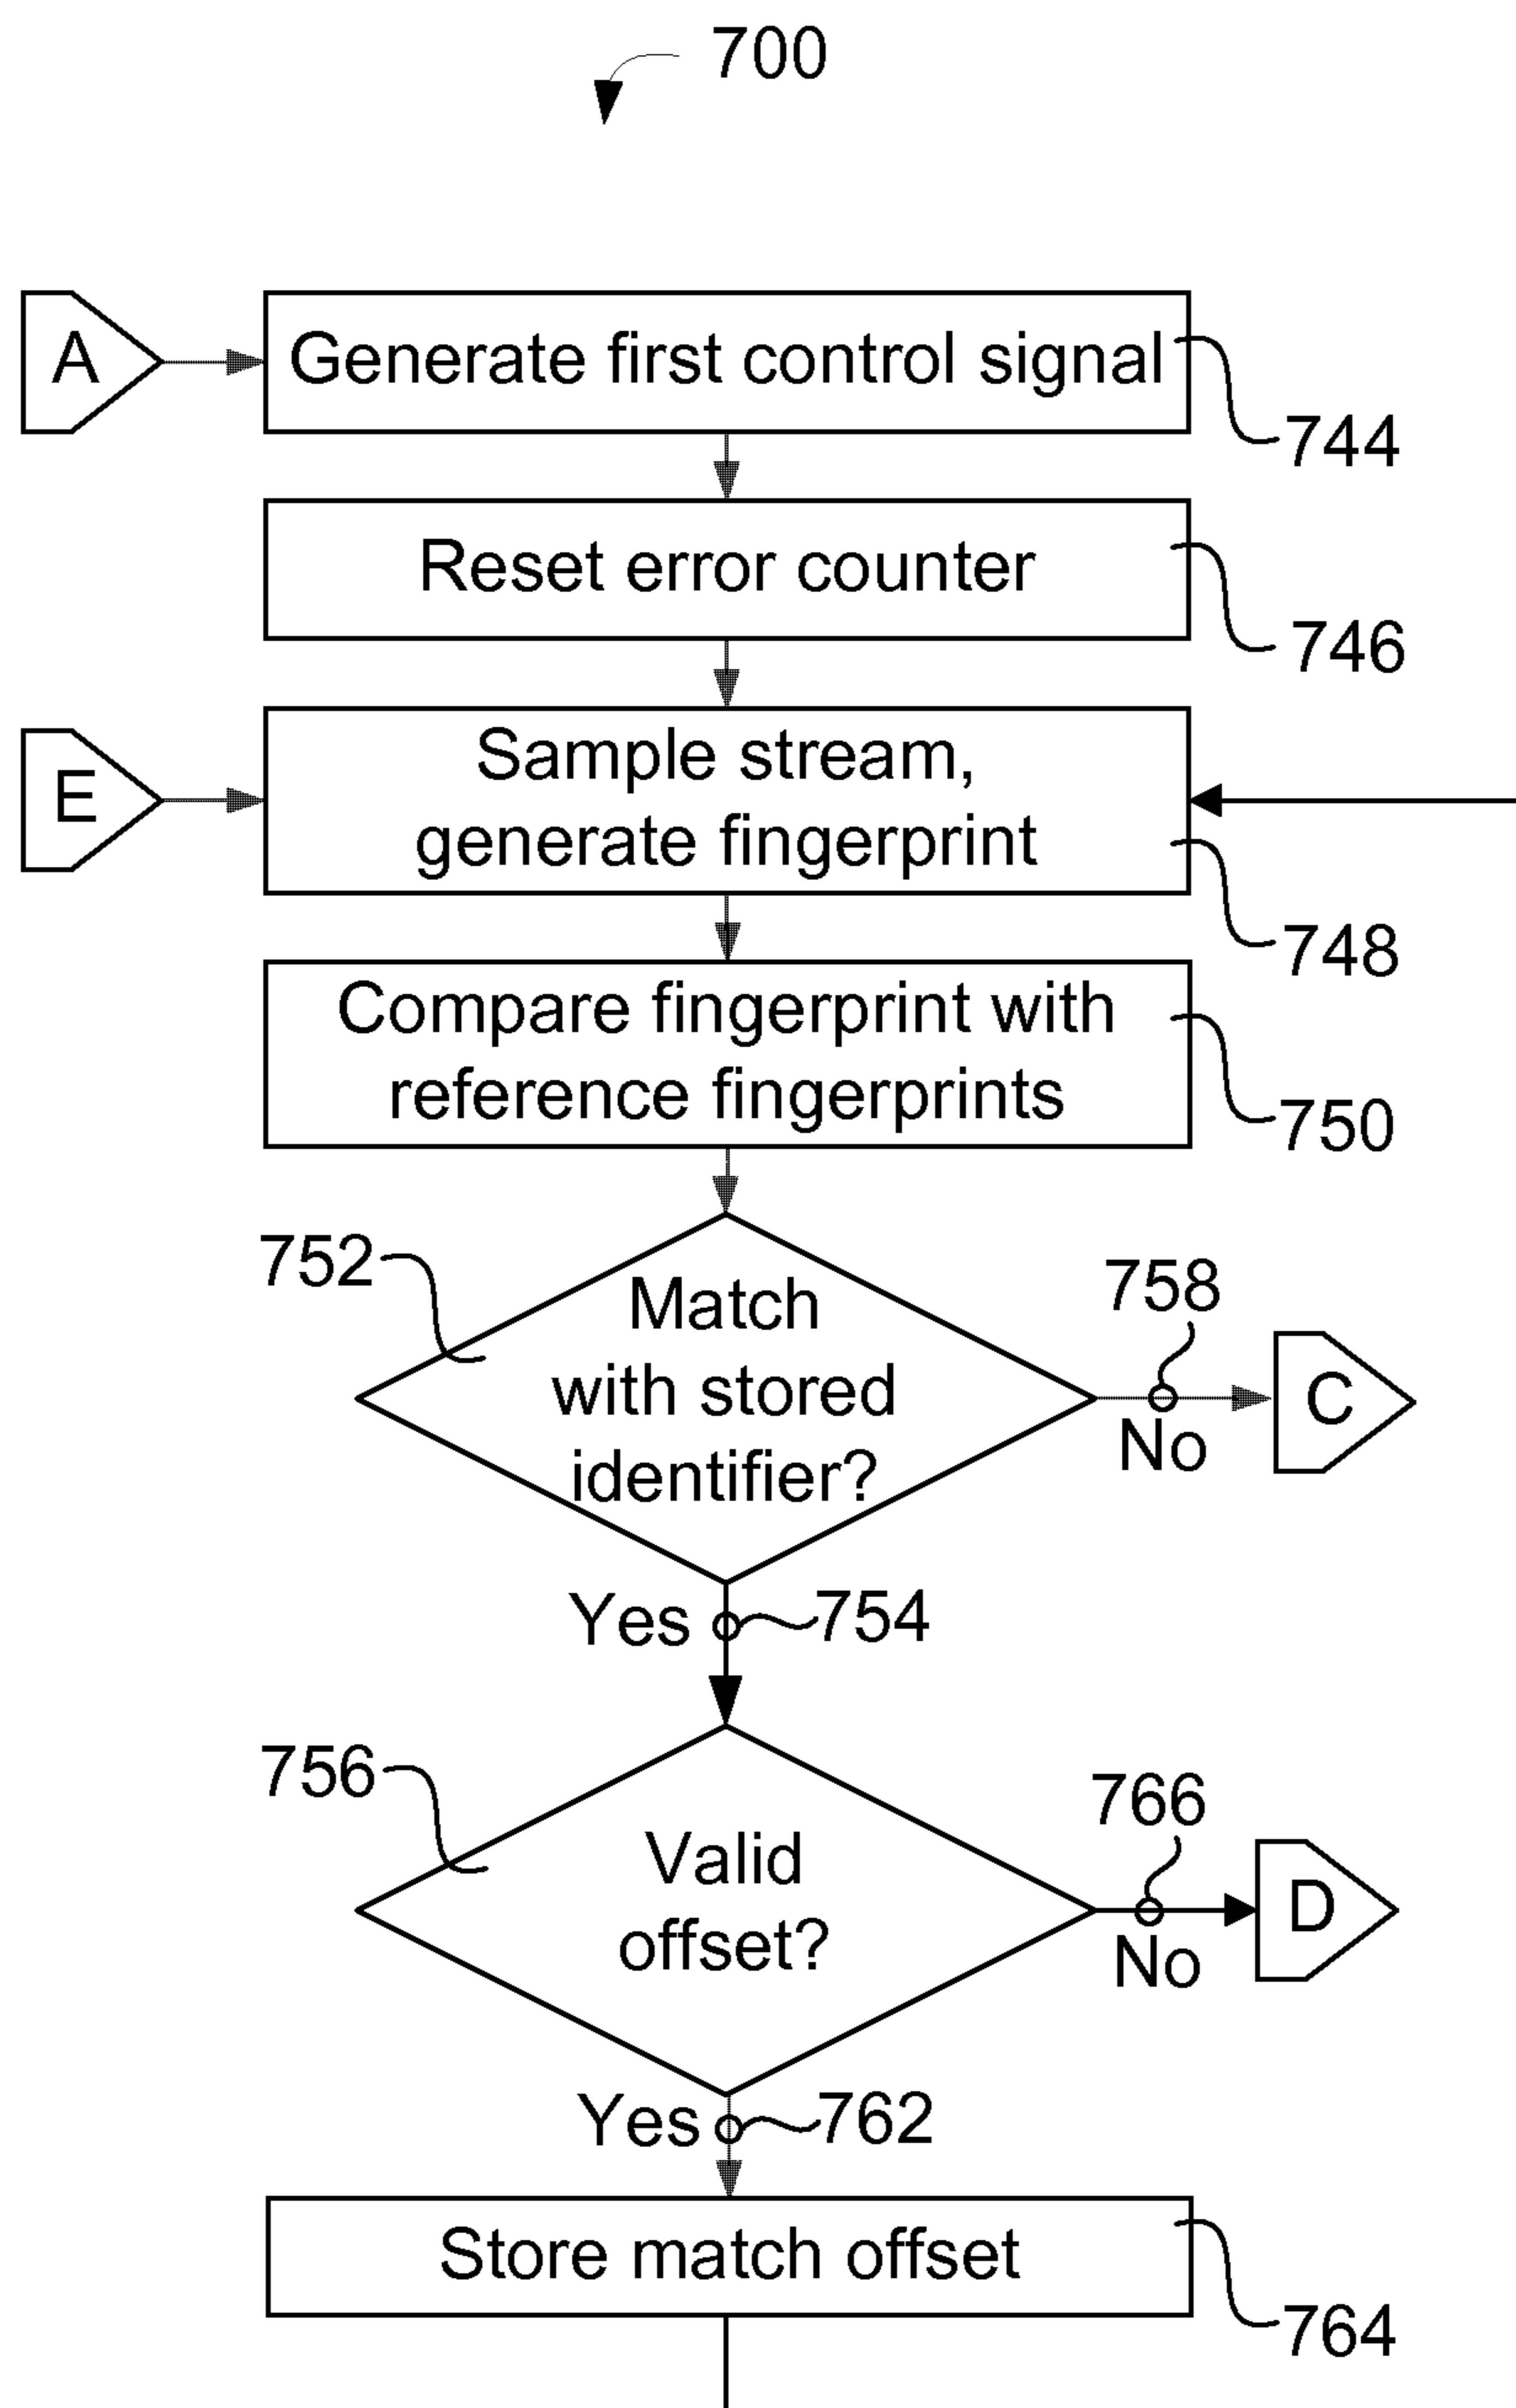 700
A
Generate first control signal
744
Reset error counter
746
E
Sample stream,
generate fingerprint
748
Compare fingerprint with
reference fingerprints
750
752
Match
with stored
identifier?
758
No
C
Yes
754
756
Valid
offset?
766
No
D
Yes
762
Store match offset
764